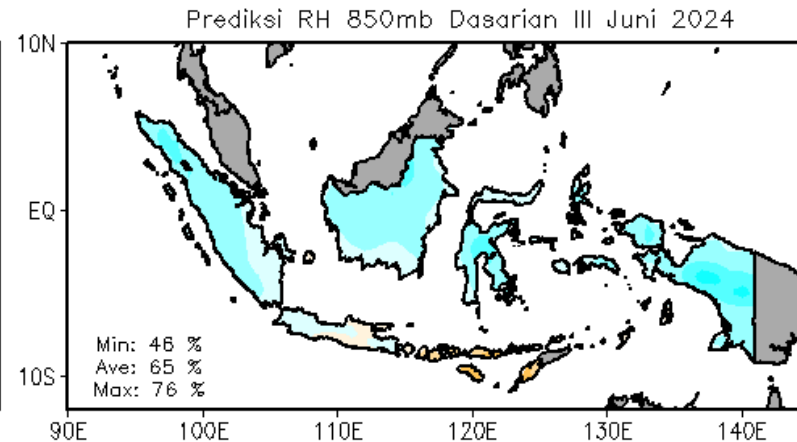 Prediksi RH 850mb Dasarian III Juni 2024
10N
EQ
10S
Min: 46 %
Ave: 65 %
Max: 76 %
90E 100E 110E 120E 130E 140E